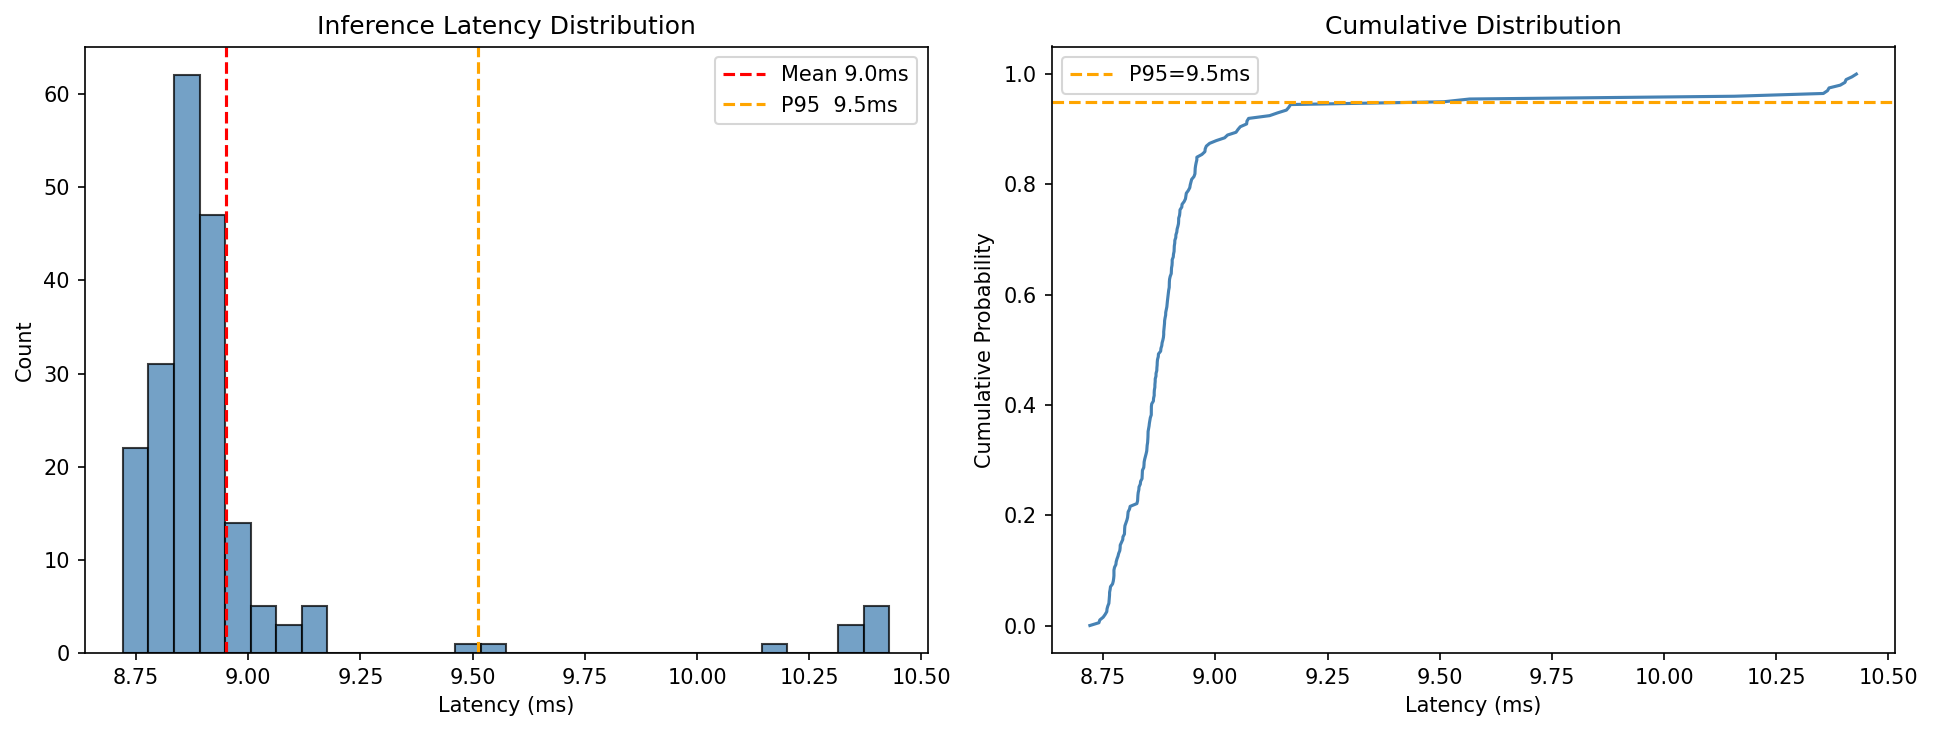 Inference Latency Distribution
Mean 9.0ms
P95 9.5ms
60
50
40
30
20
10
0
Count
8.75 9.00 9.25 9.50 9.75 10.00 10.25 10.50
Latency (ms)
Cumulative Distribution
P95=9.5ms
1.0
0.8
0.6
0.4
0.2
0.0
Cumulative Probability
8.75 9.00 9.25 9.50 9.75 10.00 10.25 10.50
Latency (ms)